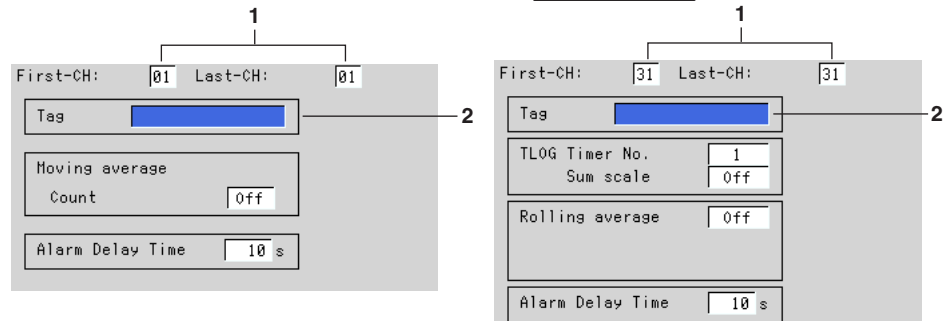 1
First-CH: 01 Last-CH: 01
Tag
2
Moving average
Count Off
Alarm Delay Time 10 s
1
First-CH: 31 Last-CH: 31
Tag
2
TLOG Timer No. 1
Sum scale Off
Rolling average Off
Alarm Delay Time 10 s